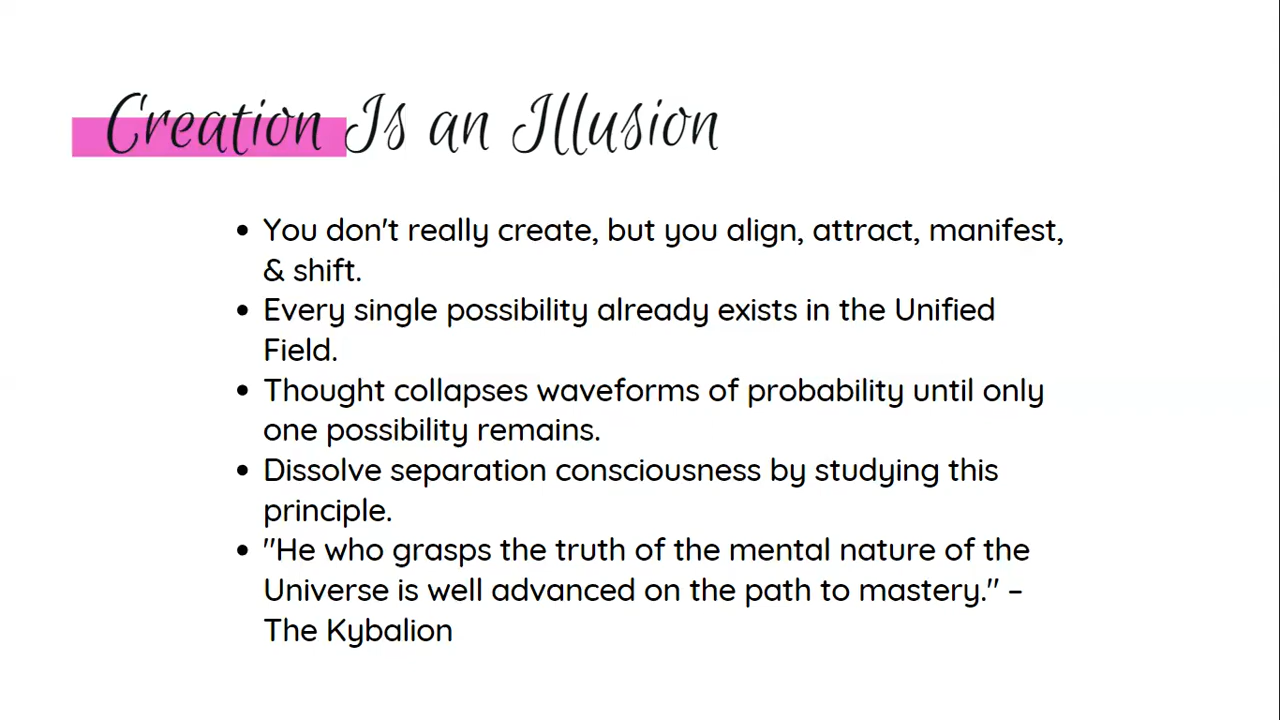 Creation Is an Illusion
• You don't really create, but you align, attract, manifest,
& shift.
• Every single possibility already exists in the Unified
Field.
• Thought collapses waveforms of probability until only
one possibility remains.
• Dissolve separation consciousness by studying this
principle.
• "He who grasps the truth of the mental nature of the
Universe is well advanced on the path to mastery." –
The Kybalion